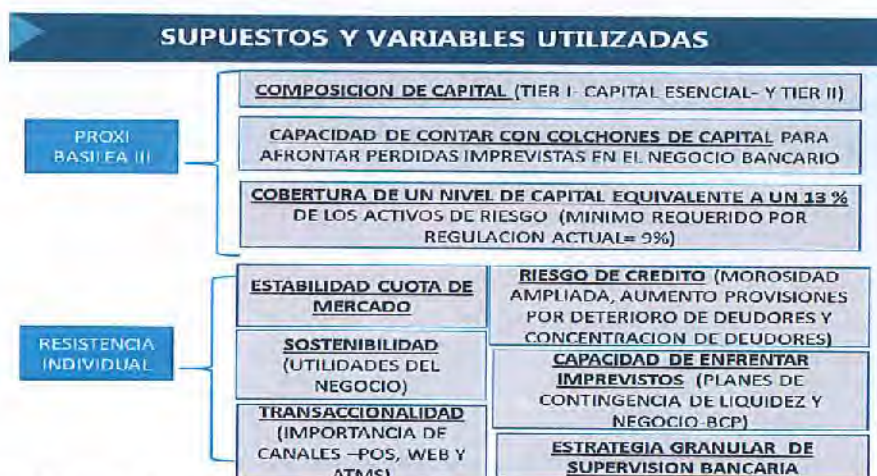 SUPUESTOS Y VARIABLES UTILIZADAS
PROXI
BASILEA III
COMPOSICION DE CAPITAL (TIER I- CAPITAL ESENCIAL- Y TIER II)
CAPACIDAD DE CONTAR CON COLCHONES DE CAPITAL PARA
AFRONTAR PERDIDAS IMPREVISTAS EN EL NEGOCIO BANCARIO
COBERTURA DE UN NIVEL DE CAPITAL EQUIVALENTE A UN 13 %
DE LOS ACTIVOS DE RIESGO (MINIMO REQUERIDO POR
REGULACION ACTUAL= 9%)
RESISTENCIA
INDIVIDUAL
ESTABILIDAD CUOTA DE
MERCADO
SOSTENIBILIDAD
(UTILIDADES DEL
NEGOCIO)
TRANSACCIONALIDAD
(IMPORTANCIA DE
CANALES –POS, WEB Y
ATMS)
RIESGO DE CREDITO (MOROSIDAD
AMPLIADA, AUMENTO PROVISIONES
POR DETERIORO DE DEUDORES Y
CONCENTRACION DE DEUDORES)
CAPACIDAD DE ENFRENTAR
IMPREVISTOS (PLANES DE
CONTINGENCIA DE LIQUIDEZ Y
NEGOCIO-BCP)
ESTRATEGIA GRANULAR DE
SUPERVISION BANCARIA